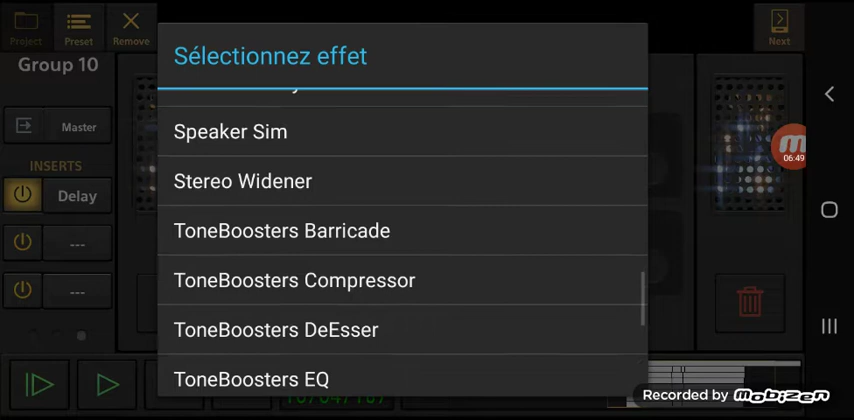 Project
Preset
Remove
Sélectionnez effet
Next
Group 10
Master
Speaker Sim
06:49
INSERTS
Stereo Widener
Delay
ToneBoosters Barricade
---
ToneBoosters Compressor
---
ToneBoosters DeEsser
ToneBoosters EQ
Recorded by mobizen